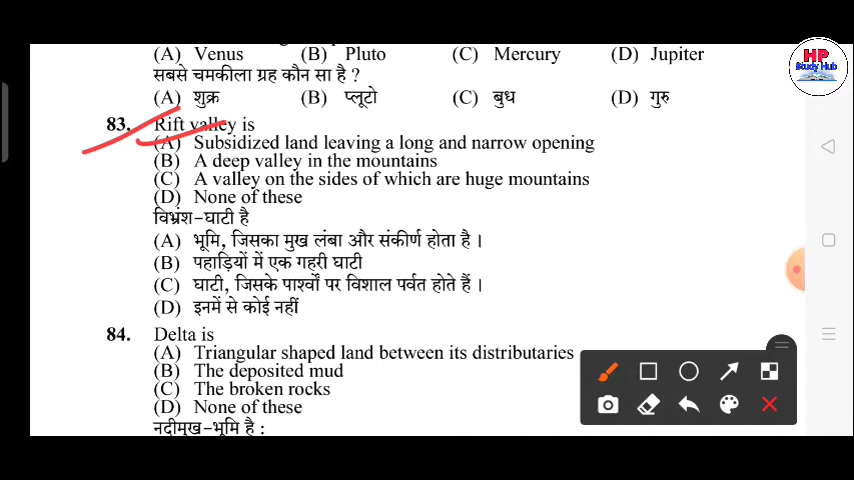 (A) Venus (B) Pluto (C) Mercury (D) Jupiter
सबसे चमकीला ग्रह कौन सा है ?
(A) शुक्र (B) प्लूटो (C) बुध (D) गुरु
83. Rift valley is
(A) Subsidized land leaving a long and narrow opening
(B) A deep valley in the mountains
(C) A valley on the sides of which are huge mountains
(D) None of these
विभ्रंश-घाटी है
(A) भूमि, जिसका मुख लंबा और संकीर्ण होता है ।
(B) पहाड़ियों में एक गहरी घाटी
(C) घाटी, जिसके पार्श्वों पर विशाल पर्वत होते हैं ।
(D) इनमें से कोई नहीं
84. Delta is
(A) Triangular shaped land between its distributaries
(B) The deposited mud
(C) The broken rocks
(D) None of these
नदीमुख-भूमि है :
HP
Study Hub